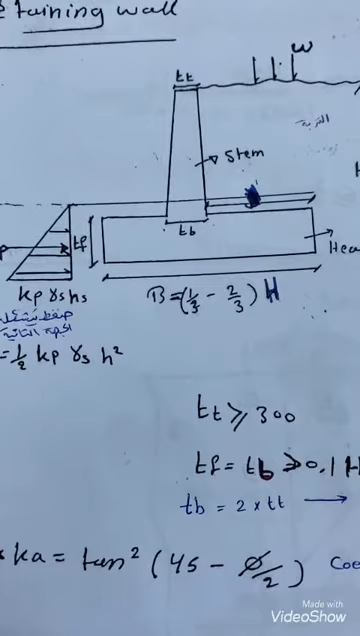 taining wall
tt
w
التربة
Stem
tf
tb
Hea
kp γs hs
B = (1/3 - 2/3) H
= 1/2 kp γs h²
tt ≥ 300
tf = tb ≥ 0.1 H
tb = 2 × tt →
ka = tan² (45 - Ø/2) Coe
Made with
VideoShow